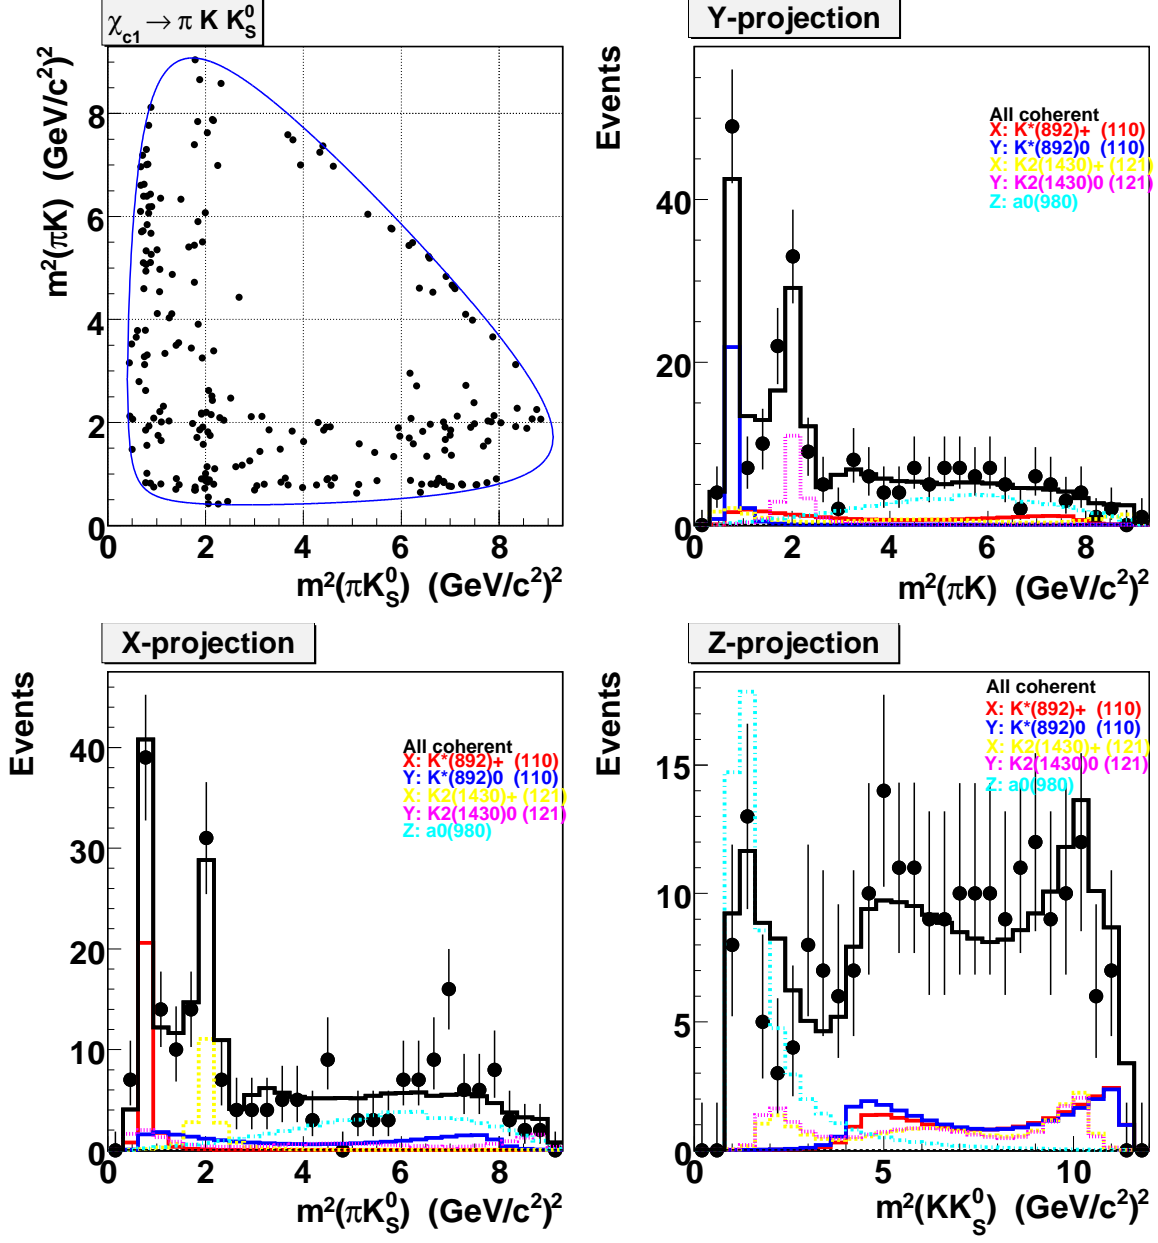 χc1 → π K K⁰S
m²(πK) (GeV/c²)²
8
6
4
2
0
0 2 4 6 8
m²(πK⁰S) (GeV/c²)²
Y-projection
Events
40
20
0
All coherent
X: K*(892)+ (110)
Y: K*(892)0 (110)
X: K2(1430)+ (121)
Y: K2(1430)0 (121)
Z: a0(980)
0 2 4 6 8
m²(πK) (GeV/c²)²
X-projection
Events
40
30
20
10
0
All coherent
X: K*(892)+ (110)
Y: K*(892)0 (110)
X: K2(1430)+ (121)
Y: K2(1430)0 (121)
Z: a0(980)
0 2 4 6 8
m²(πK⁰S) (GeV/c²)²
Z-projection
Events
15
10
5
0
All coherent
X: K*(892)+ (110)
Y: K*(892)0 (110)
X: K2(1430)+ (121)
Y: K2(1430)0 (121)
Z: a0(980)
0 5 10
m²(KK⁰S) (GeV/c²)²